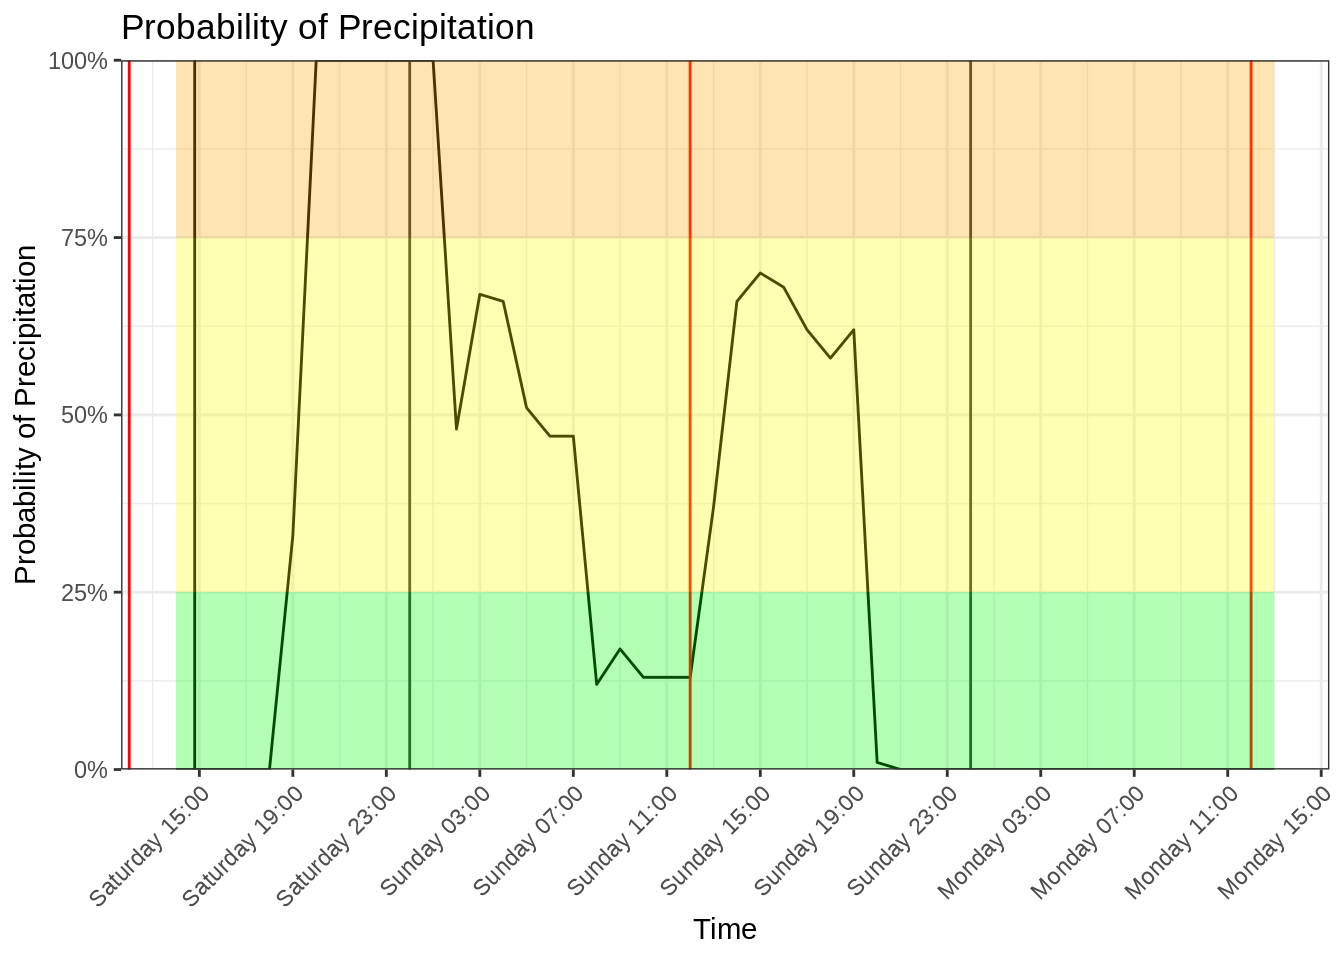 Probability of Precipitation
100%
75%
50%
25%
0%
Probability of Precipitation
Saturday 15:00
Saturday 19:00
Saturday 23:00
Sunday 03:00
Sunday 07:00
Sunday 11:00
Sunday 15:00
Sunday 19:00
Sunday 23:00
Monday 03:00
Monday 07:00
Monday 11:00
Monday 15:00
Time